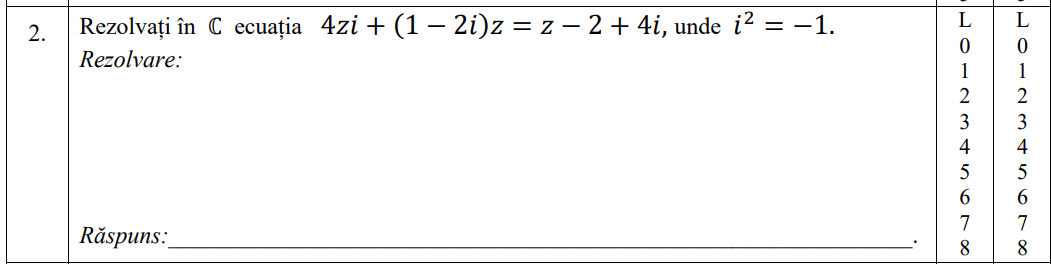 2.
Rezolvați în ℂ ecuația 4zi + (1 − 2i)z = z − 2 + 4i, unde i² = −1.
Rezolvare:
Răspuns:______________________________.
L L
0 0
1 1
2 2
3 3
4 4
5 5
6 6
7 7
8 8